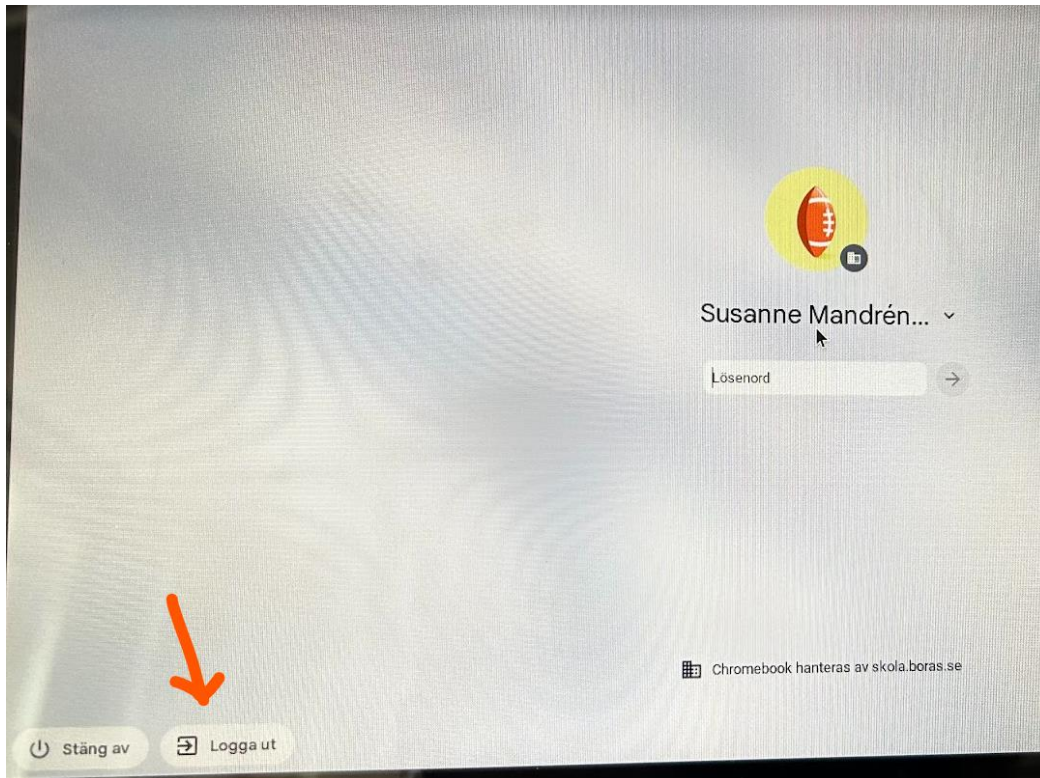 Susanne Mandrén...
Lösenord
Chromebook hanteras av skola.boras.se
Stäng av
Logga ut